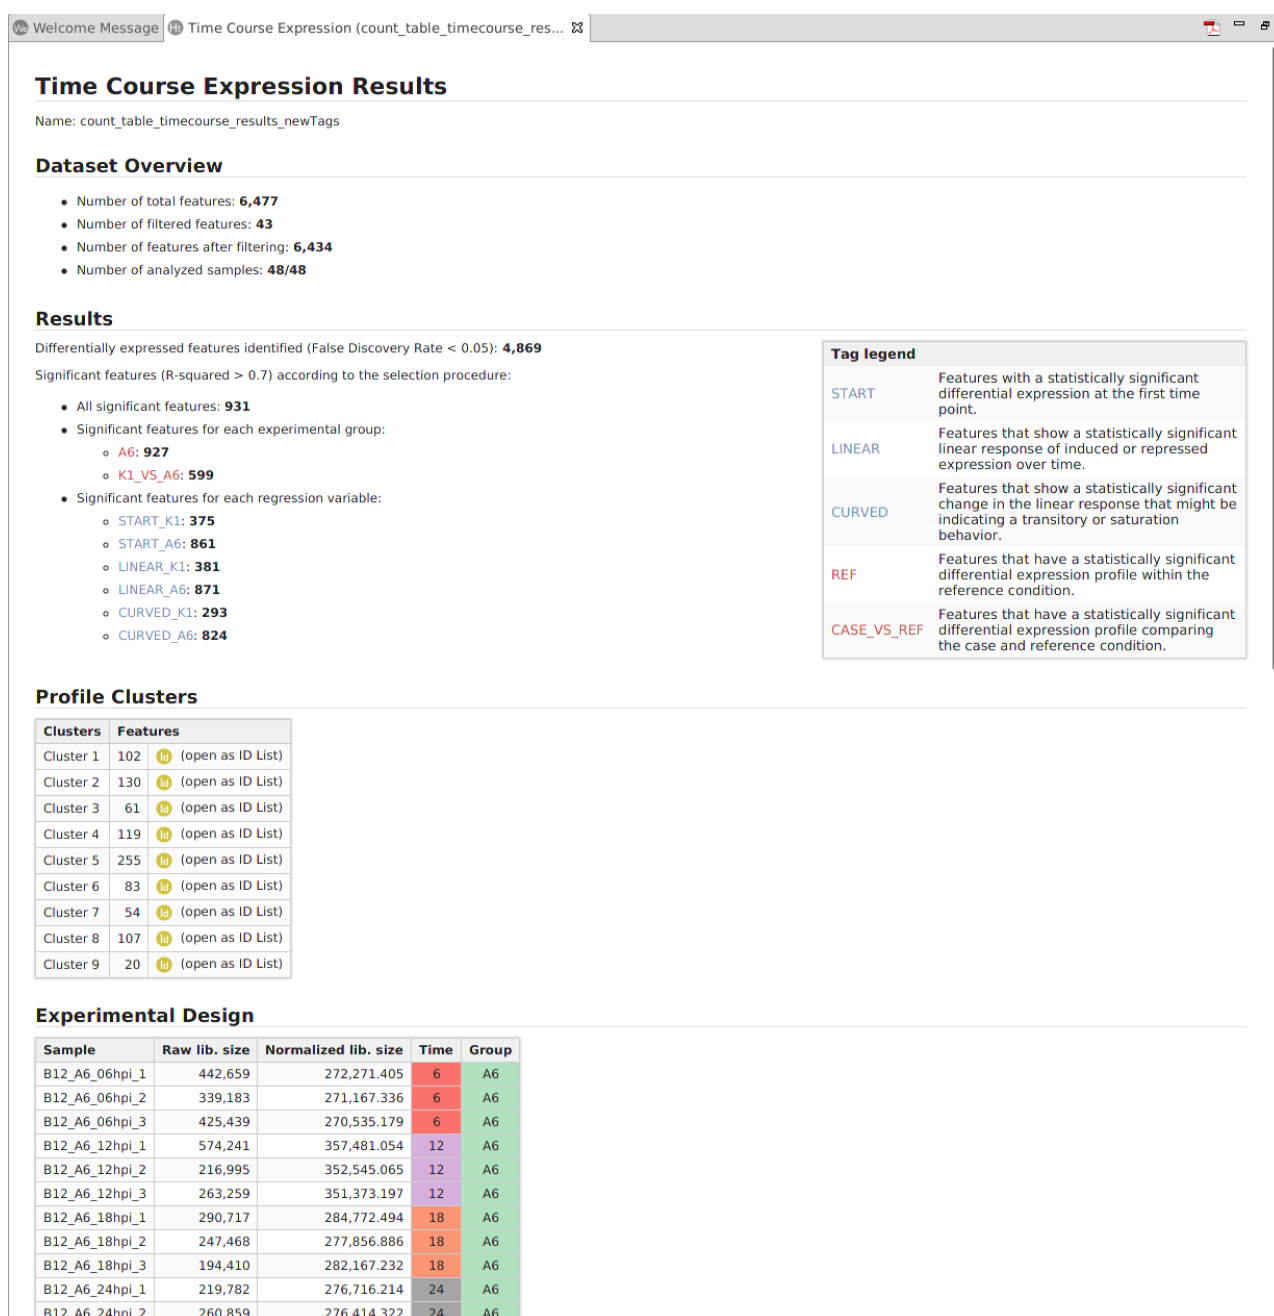 Welcome Message
Time Course Expression (count_table_timecourse_res...
Time Course Expression Results
Name: count_table_timecourse_results_newTags
Dataset Overview
Number of total features: 6,477
Number of filtered features: 43
Number of features after filtering: 6,434
Number of analyzed samples: 48/48
Results
Differentially expressed features identified (False Discovery Rate < 0.05): 4,869
Significant features (R-squared > 0.7) according to the selection procedure:
All significant features: 931
Significant features for each experimental group:
A6: 927
K1_VS_A6: 599
Significant features for each regression variable:
START_K1: 375
START_A6: 861
LINEAR_K1: 381
LINEAR_A6: 871
CURVED_K1: 293
CURVED_A6: 824
Tag legend
START
Features with a statistically significant
differential expression at the first time
point.
LINEAR
Features that show a statistically significant
linear response of induced or repressed
expression over time.
CURVED
Features that show a statistically significant
change in the linear response that might be
indicating a transitory or saturation
behavior.
REF
Features that have a statistically significant
differential expression profile within the
reference condition.
CASE_VS_REF
Features that have a statistically significant
differential expression profile comparing
the case and reference condition.
Profile Clusters
Clusters Features
Cluster 1 102 Id (open as ID List)
Cluster 2 130 Id (open as ID List)
Cluster 3 61 Id (open as ID List)
Cluster 4 119 Id (open as ID List)
Cluster 5 255 Id (open as ID List)
Cluster 6 83 Id (open as ID List)
Cluster 7 54 Id (open as ID List)
Cluster 8 107 Id (open as ID List)
Cluster 9 20 Id (open as ID List)
Experimental Design
Sample Raw lib. size Normalized lib. size Time Group
B12_A6_06hpi_1 442,659 272,271.405 6 A6
B12_A6_06hpi_2 339,183 271,167.336 6 A6
B12_A6_06hpi_3 425,439 270,535.179 6 A6
B12_A6_12hpi_1 574,241 357,481.054 12 A6
B12_A6_12hpi_2 216,995 352,545.065 12 A6
B12_A6_12hpi_3 263,259 351,373.197 12 A6
B12_A6_18hpi_1 290,717 284,772.494 18 A6
B12_A6_18hpi_2 247,468 277,856.886 18 A6
B12_A6_18hpi_3 194,410 282,167.232 18 A6
B12_A6_24hpi_1 219,782 276,716.214 24 A6
B12_A6_24hpi_2 260,859 276,414.322 24 A6